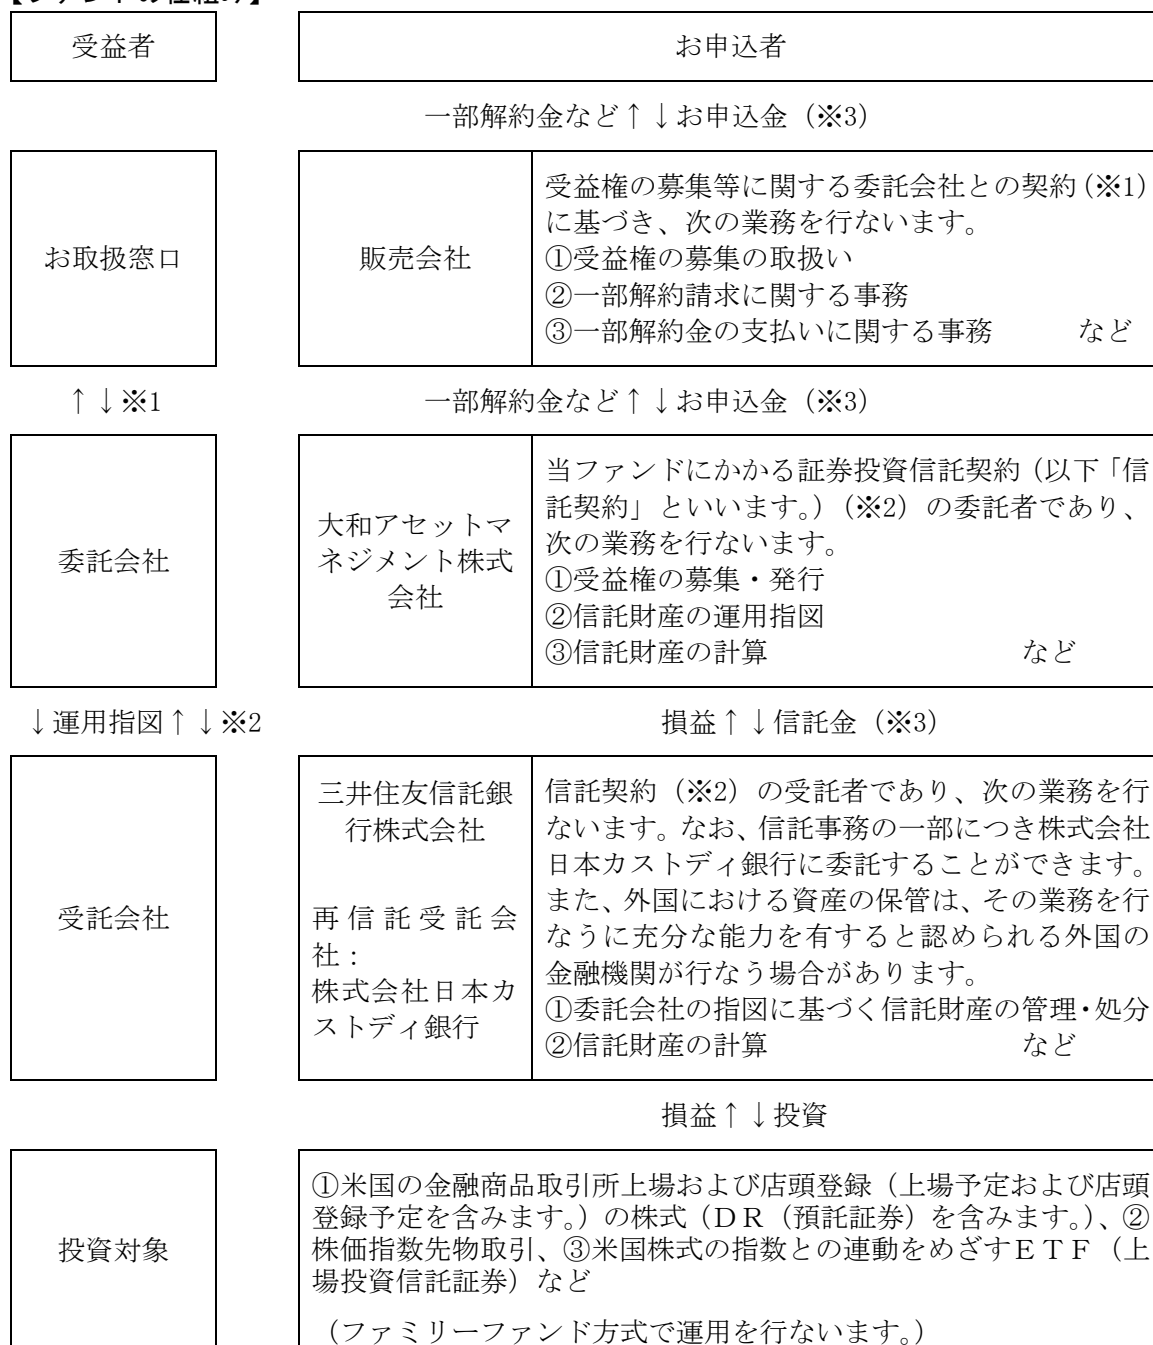 受益者
お申込者
一部解約金など↑↓お申込金（※3）
お取扱窓口
販売会社
受益権の募集等に関する委託会社との契約（※1）
に基づき、次の業務を行ないます。
①受益権の募集の取扱い
②一部解約請求に関する事務
③一部解約金の支払いに関する事務　　　など
↑↓※1
一部解約金など↑↓お申込金（※3）
委託会社
大和アセットマ
ネジメント株式
会社
当ファンドにかかる証券投資信託契約（以下「信
託契約」といいます。）（※2）の委託者であり、
次の業務を行ないます。
①受益権の募集・発行
②信託財産の運用指図
③信託財産の計算　　　など
↓運用指図↑↓※2
損益↑↓信託金（※3）
受託会社
三井住友信託銀
行株式会社
再信託受託会
社：
株式会社日本カ
ストディ銀行
信託契約（※2）の受託者であり、次の業務を行
ないます。なお、信託事務の一部につき株式会社
日本カストディ銀行に委託することができます。
また、外国における資産の保管は、その業務を行
なうに充分な能力を有すると認められる外国の
金融機関が行なう場合があります。
①委託会社の指図に基づく信託財産の管理・処分
②信託財産の計算　　　など
損益↑↓投資
投資対象
①米国の金融商品取引所上場および店頭登録（上場予定および店頭
登録予定を含みます。）の株式（ＤＲ（預託証券）を含みます。）、②
株価指数先物取引、③米国株式の指数との連動をめざすＥＴＦ（上
場投資信託証券）など
（ファミリーファンド方式で運用を行ないます。）